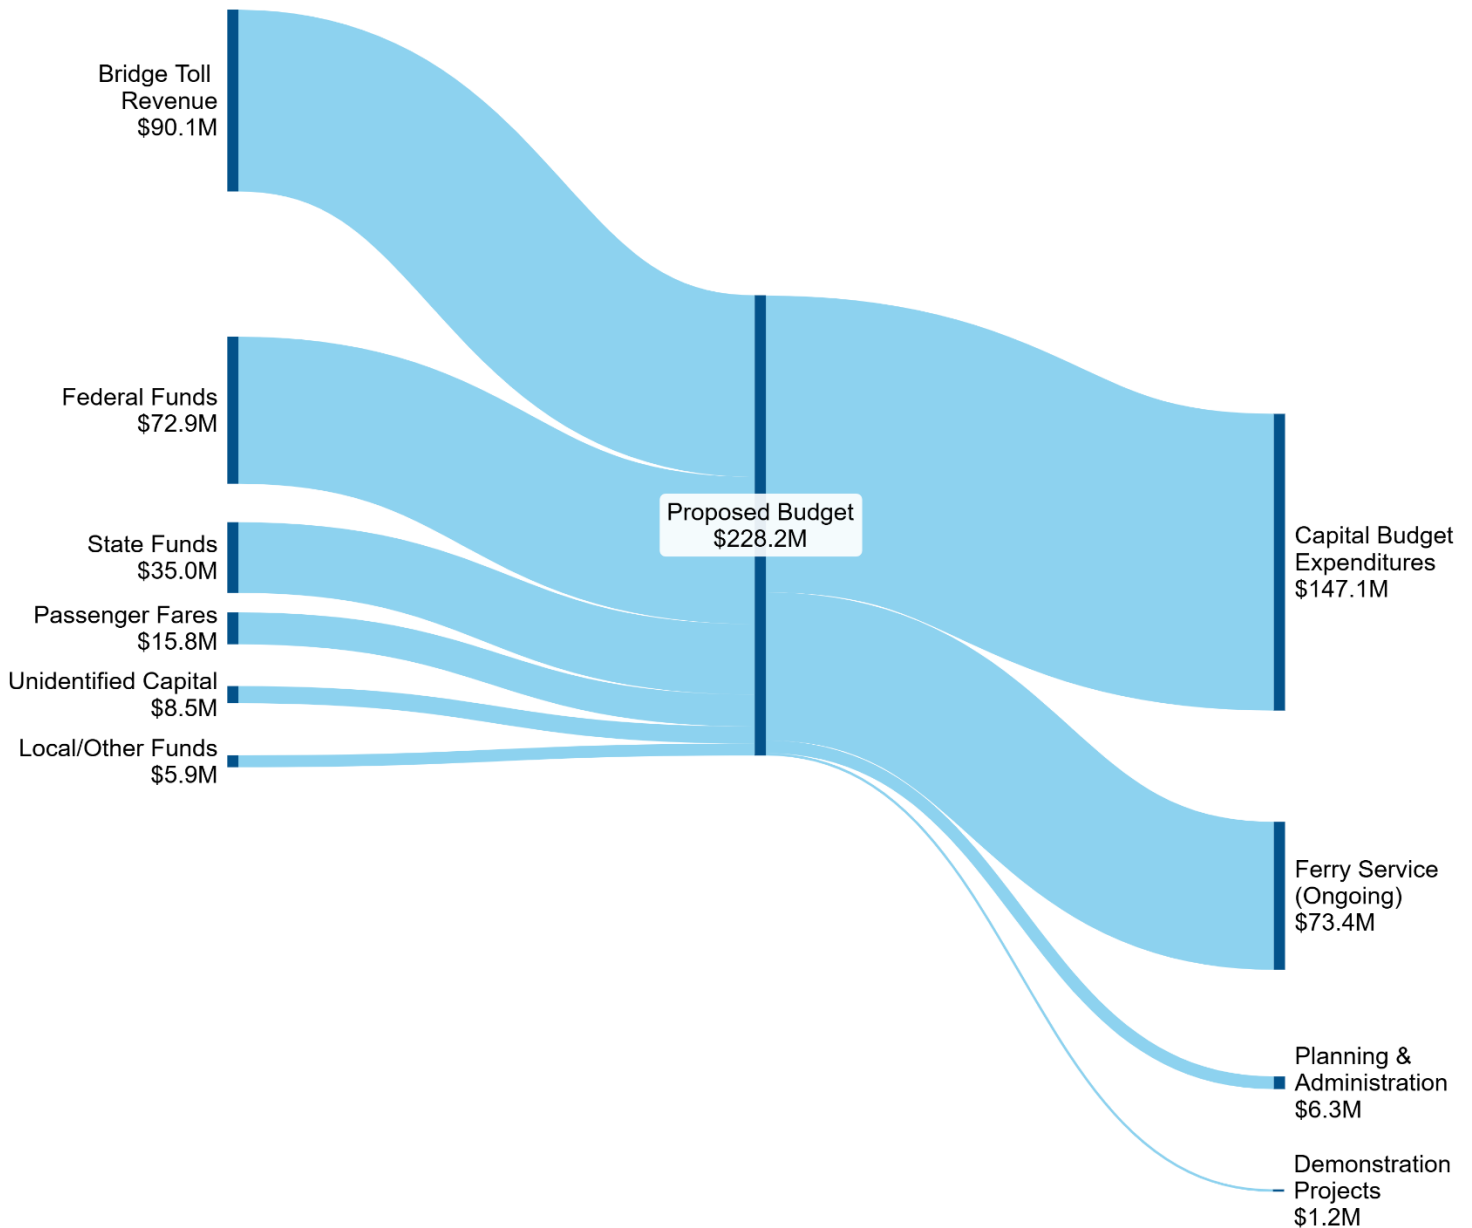 Bridge Toll
Revenue
$90.1M
Federal Funds
$72.9M
State Funds
$35.0M
Passenger Fares
$15.8M
Unidentified Capital
$8.5M
Local/Other Funds
$5.9M
Proposed Budget
$228.2M
Capital Budget
Expenditures
$147.1M
Ferry Service
(Ongoing)
$73.4M
Planning &
Administration
$6.3M
Demonstration
Projects
$1.2M